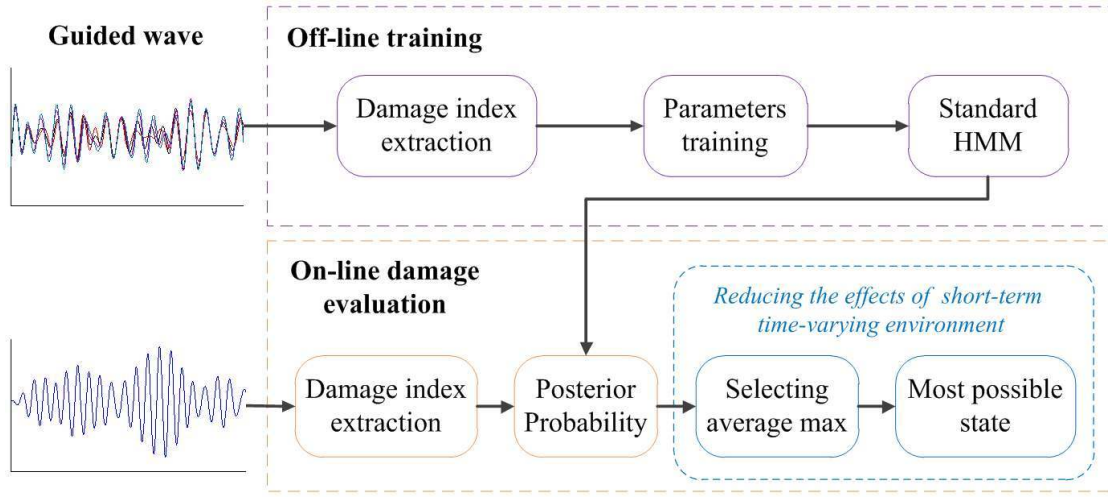 Guided wave
Off-line training
Damage index
extraction
Parameters
training
Standard
HMM
On-line damage
evaluation
Reducing the effects of short-term
time-varying environment
Damage index
extraction
Posterior
Probability
Selecting
average max
Most possible
state